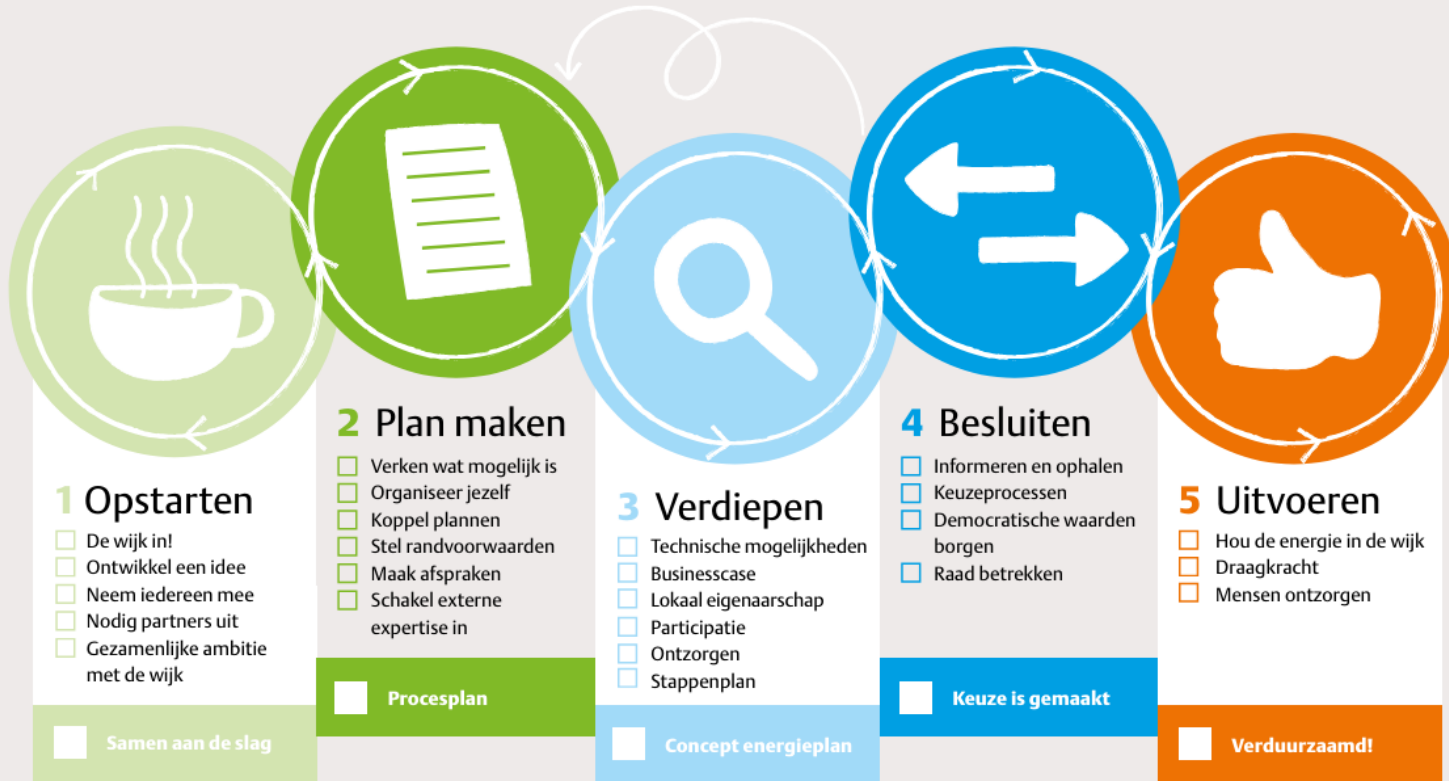 1 Opstarten
De wijk in!
Ontwikkel een idee
Neem iedereen mee
Nodig partners uit
Gezamenlijke ambitie
met de wijk
Samen aan de slag
2 Plan maken
Verken wat mogelijk is
Organiseer jezelf
Koppel plannen
Stel randvoorwaarden
Maak afspraken
Schakel externe
expertise in
Procesplan
3 Verdiepen
Technische mogelijkheden
Businesscase
Lokaal eigenaarschap
Participatie
Ontzorgen
Stappenplan
Concept energieplan
4 Besluiten
Informeren en ophalen
Keuzeprocessen
Democratische waarden
borgen
Raad betrekken
Keuze is gemaakt
5 Uitvoeren
Hou de energie in de wijk
Draagkracht
Mensen ontzorgen
Verduurzaamd!